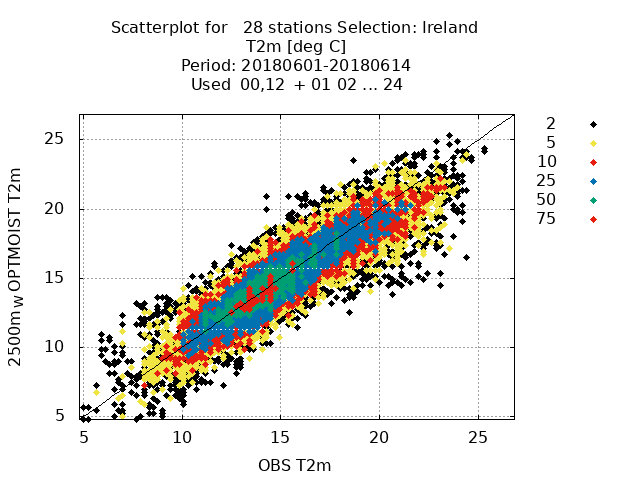 Scatterplot for 28 stations Selection: Ireland
T2m [deg C]
Period: 20180601-20180614
Used 00,12 + 01 02 ... 24
2500m_W OPTMOIST T2m
25
20
15
10
5
5 10 15 20 25
OBS T2m
2
5
10
25
50
75